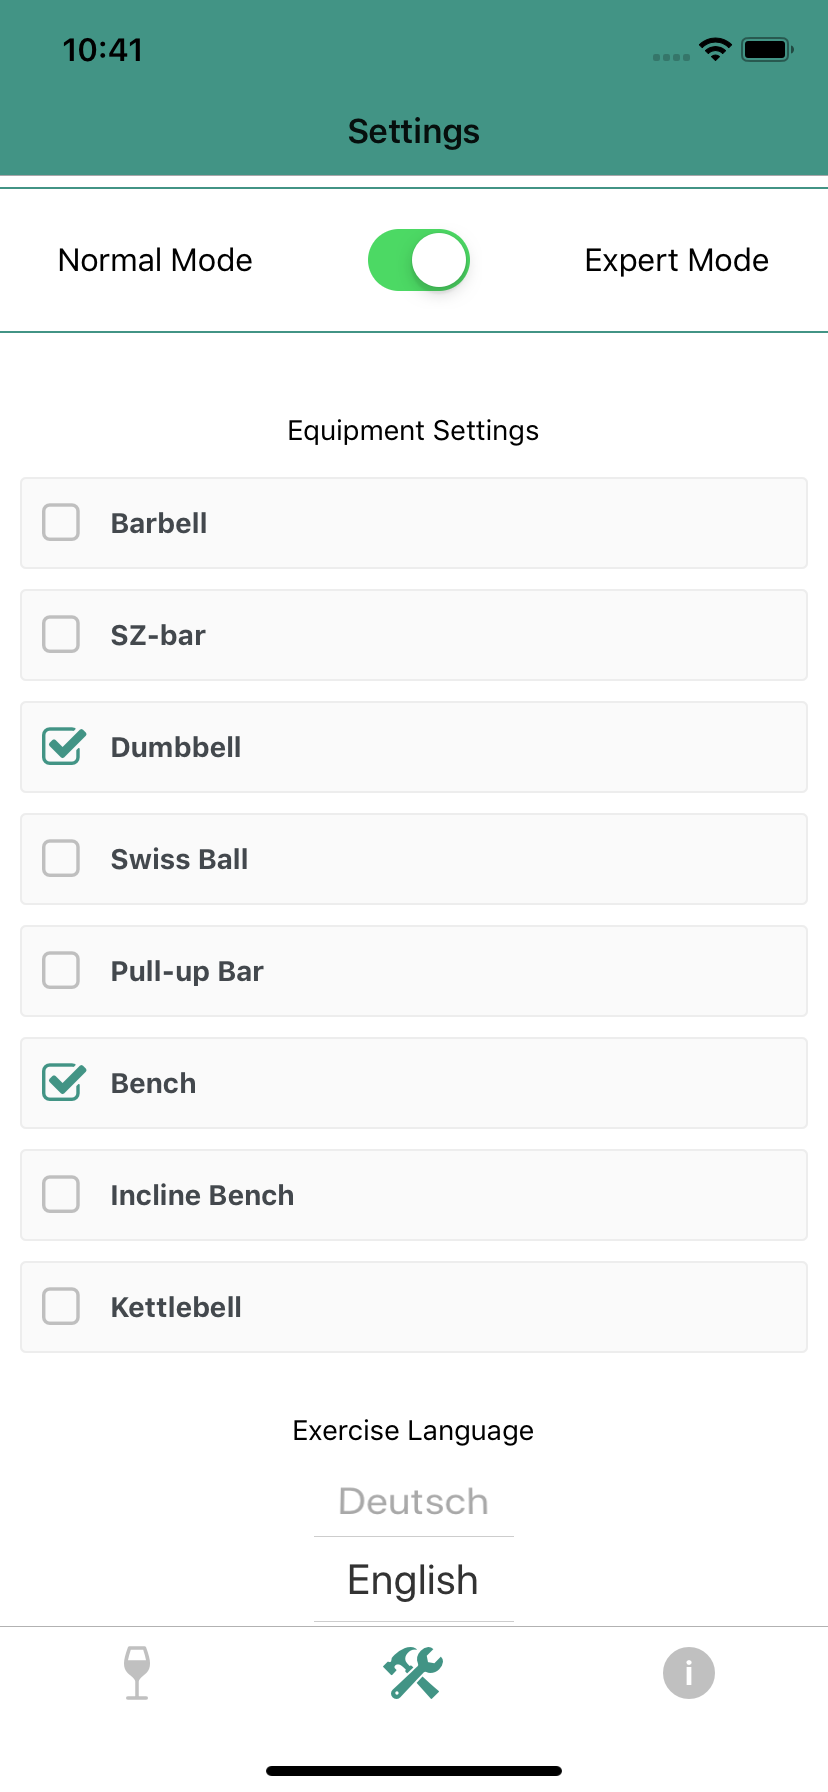 10:41
Settings
Normal Mode Expert Mode
Equipment Settings
Barbell
SZ-bar
Dumbbell
Swiss Ball
Pull-up Bar
Bench
Incline Bench
Kettlebell
Exercise Language
Deutsch
English
i